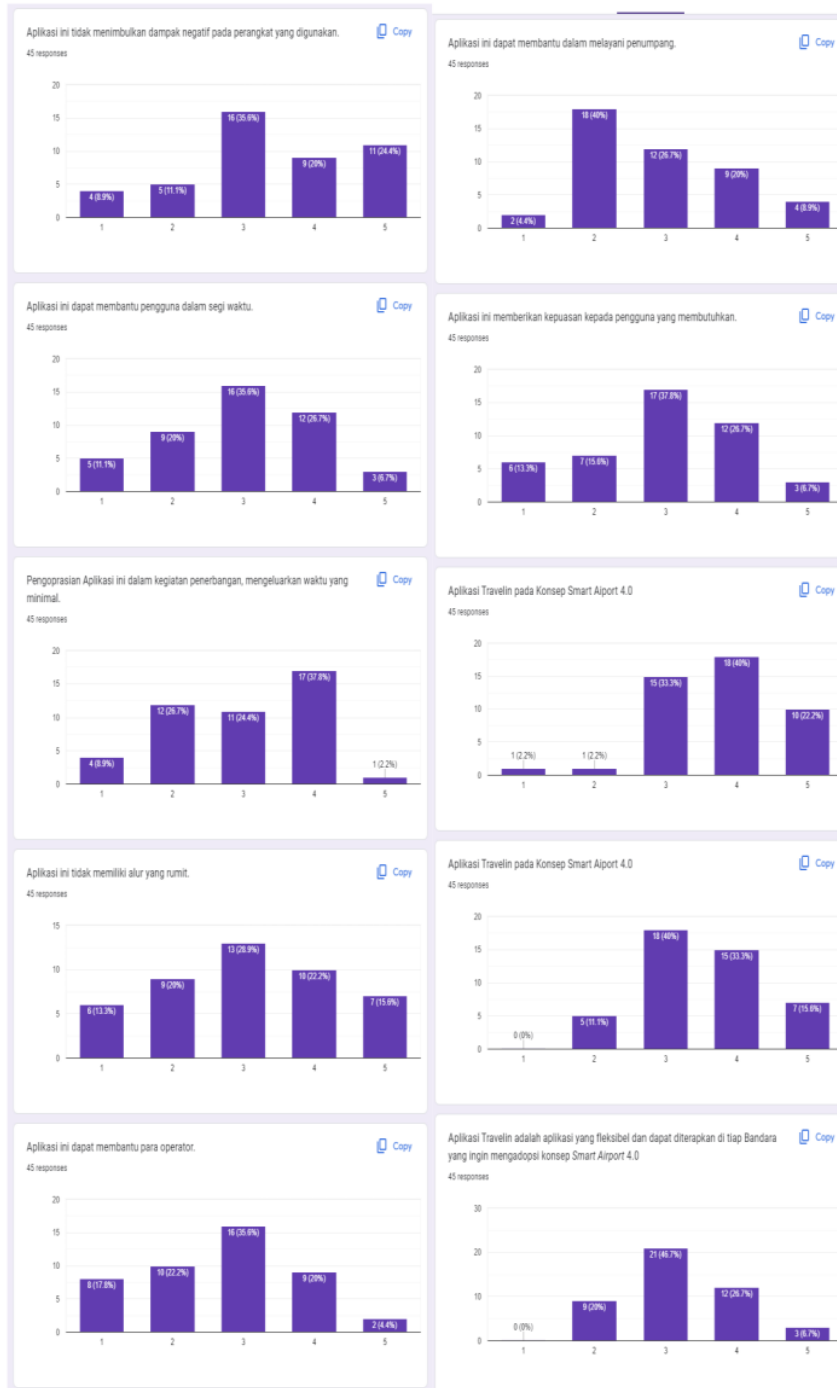 Aplikasi ini tidak menimbulkan dampak negatif pada perangkat yang digunakan.
Copy
45 responses
20
15
10
5
0
4 (8.9%)
5 (11.1%)
16 (35.6%)
9 (20%)
11 (24.4%)
1 2 3 4 5
Aplikasi ini dapat membantu pengguna dalam segi waktu.
Copy
45 responses
20
15
10
5
0
5 (11.1%)
9 (20%)
16 (35.6%)
12 (26.7%)
3 (6.7%)
1 2 3 4 5
Pengoprasian Aplikasi ini dalam kegiatan penerbangan, mengeluarkan waktu yang
minimal.
Copy
45 responses
20
15
10
5
0
4 (8.9%)
12 (26.7%)
11 (24.4%)
17 (37.8%)
1 (2.2%)
1 2 3 4 5
Aplikasi ini tidak memiliki alur yang rumit.
Copy
45 responses
15
10
5
0
6 (13.3%)
9 (20%)
13 (28.9%)
10 (22.2%)
7 (15.6%)
1 2 3 4 5
Aplikasi ini dapat membantu para operator.
Copy
45 responses
20
15
10
5
0
8 (17.8%)
10 (22.2%)
16 (35.6%)
9 (20%)
2 (4.4%)
1 2 3 4 5
Aplikasi ini dapat membantu dalam melayani penumpang.
Copy
45 responses
20
15
10
5
0
2 (4.4%)
18 (40%)
12 (26.7%)
9 (20%)
4 (8.9%)
1 2 3 4 5
Aplikasi ini memberikan kepuasan kepada pengguna yang membutuhkan.
Copy
45 responses
20
15
10
5
0
6 (13.3%)
7 (15.6%)
17 (37.8%)
12 (26.7%)
3 (6.7%)
1 2 3 4 5
Aplikasi Travelin pada Konsep Smart Aiport 4.0
Copy
45 responses
20
15
10
5
0
1 (2.2%)
1 (2.2%)
15 (33.3%)
18 (40%)
10 (22.2%)
1 2 3 4 5
Aplikasi Travelin pada Konsep Smart Aiport 4.0
Copy
45 responses
20
15
10
5
0
0 (0%)
5 (11.1%)
18 (40%)
15 (33.3%)
7 (15.6%)
1 2 3 4 5
Aplikasi Travelin adalah aplikasi yang fleksibel dan dapat diterapkan di tiap Bandara
yang ingin mengadopsi konsep Smart Airport 4.0
Copy
45 responses
30
20
10
0
0 (0%)
9 (20%)
21 (46.7%)
12 (26.7%)
3 (6.7%)
1 2 3 4 5